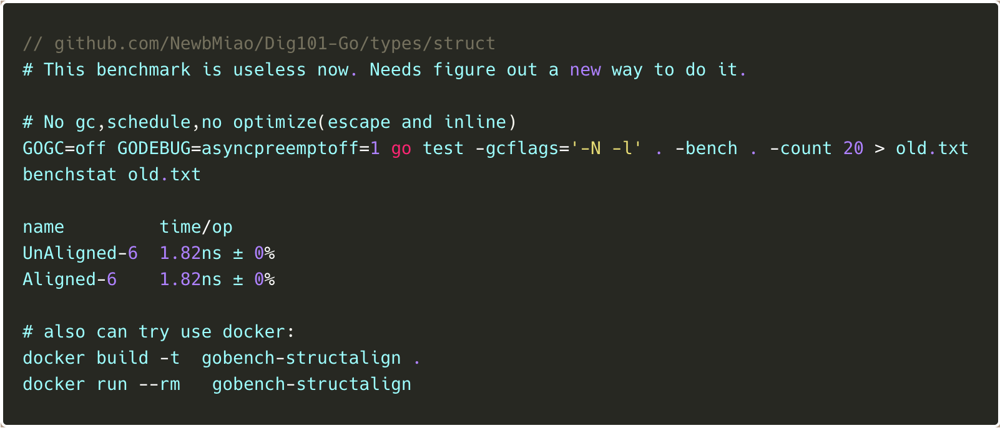 // github.com/NewbMiao/Dig101-Go/types/struct
# This benchmark is useless now. Needs figure out a new way to do it.

# No gc,schedule,no optimize(escape and inline)
GOGC=off GODEBUG=asyncpreemptoff=1 go test -gcflags='-N -l' . -bench . -count 20 > old.txt
benchstat old.txt

name         time/op
UnAligned-6  1.82ns ± 0%
Aligned-6    1.82ns ± 0%

# also can try use docker:
docker build -t  gobench-structalign .
docker run --rm   gobench-structalign